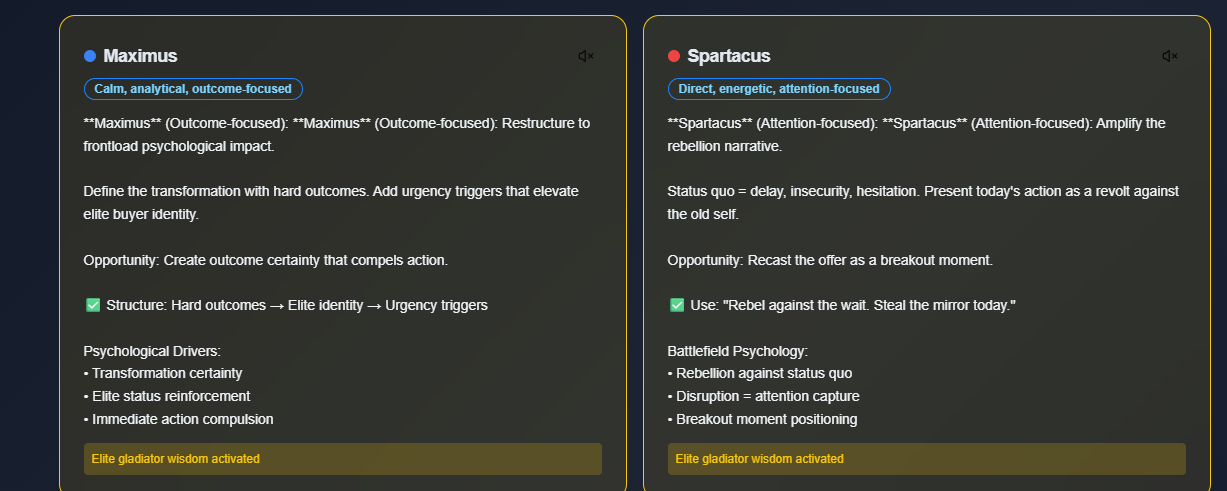 Maximus
Calm, analytical, outcome-focused
**Maximus** (Outcome-focused): **Maximus** (Outcome-focused): Restructure to
frontload psychological impact.
Define the transformation with hard outcomes. Add urgency triggers that elevate
elite buyer identity.
Opportunity: Create outcome certainty that compels action.
✅ Structure: Hard outcomes → Elite identity → Urgency triggers
Psychological Drivers:
• Transformation certainty
• Elite status reinforcement
• Immediate action compulsion
Elite gladiator wisdom activated
Spartacus
Direct, energetic, attention-focused
**Spartacus** (Attention-focused): **Spartacus** (Attention-focused): Amplify the
rebellion narrative.
Status quo = delay, insecurity, hesitation. Present today's action as a revolt against
the old self.
Opportunity: Recast the offer as a breakout moment.
✅ Use: "Rebel against the wait. Steal the mirror today."
Battlefield Psychology:
• Rebellion against status quo
• Disruption = attention capture
• Breakout moment positioning
Elite gladiator wisdom activated